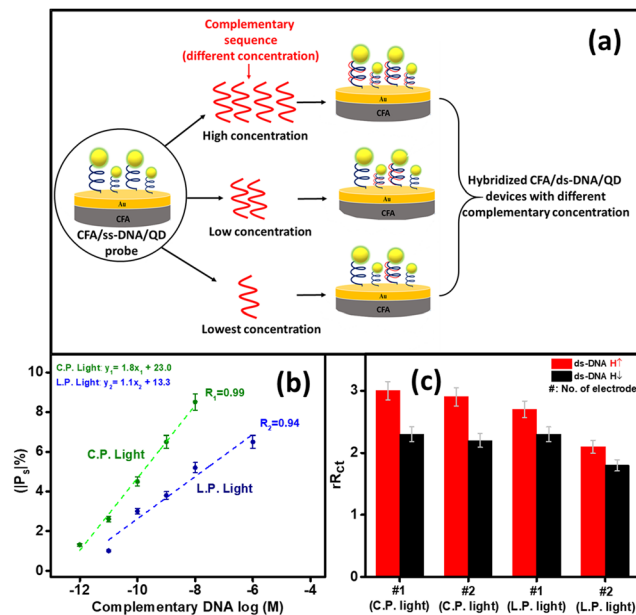 Complementary
sequence
(different concentration)
(a)
Au
CFA
High concentration
Au
CFA
CFA/ss-DNA/QD
probe
Au
CFA
Low concentration
Hybridized CFA/ds-DNA/QD
devices with different
complementary concentration
Au
CFA
Lowest concentration
C.P. Light: y₁= 1.8x₁ + 23.0
L.P. Light: y₂= 1.1x₂ + 13.3
(b)
R₁=0.99
R₂=0.94
C.P. Light
L.P. Light
(|Pₛ|%)
10
8
6
4
2
0
-12
-10
-8
-6
-4
Complementary DNA log (M)
(c)
ds-DNA H↑
ds-DNA H↓
#: No. of electrode
rRct
3
2
1
0
#1
(C.P. light)
#2
(C.P. light)
#1
(L.P. light)
#2
(L.P. light)